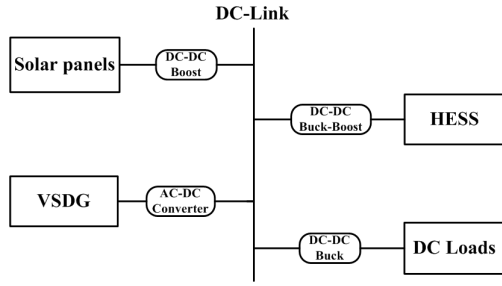 DC-Link
Solar panels
DC-DC
Boost
DC-DC
Buck-Boost
HESS
VSDG
AC-DC
Converter
DC-DC
Buck
DC Loads